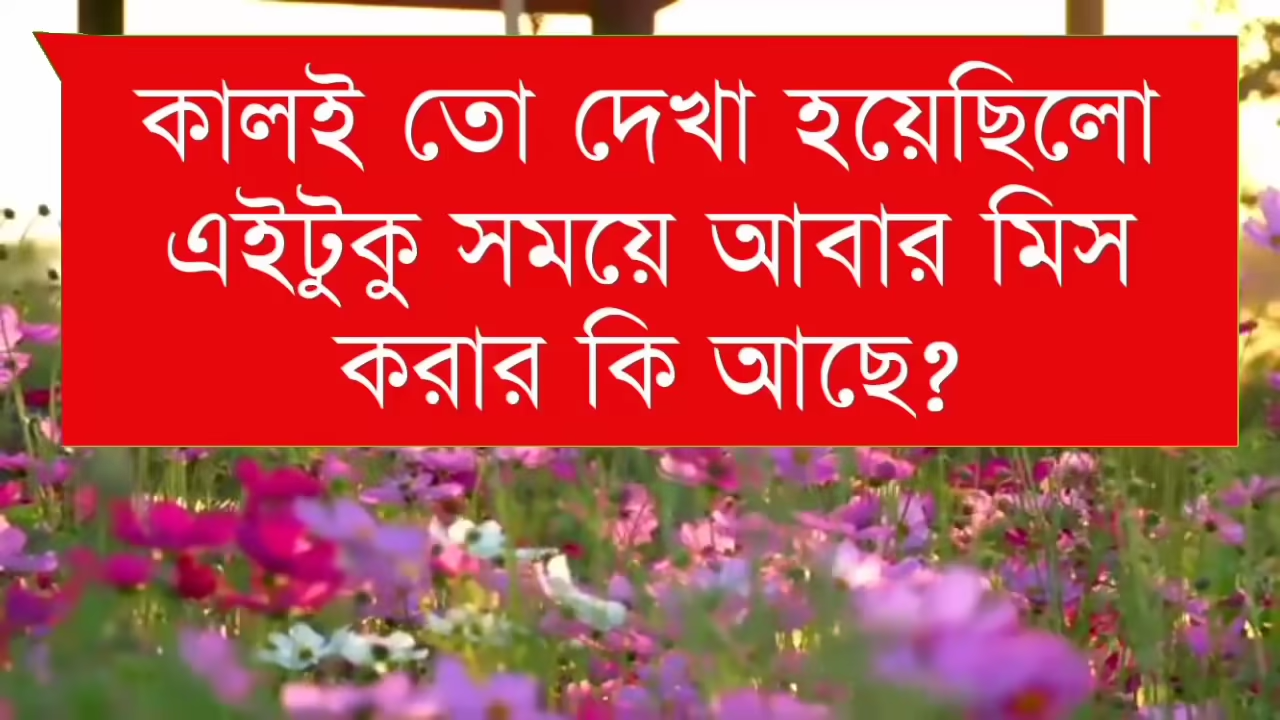 কালই তো দেখা হয়েছিলো
এইটুকু সময়ে আবার মিস
করার কি আছে?